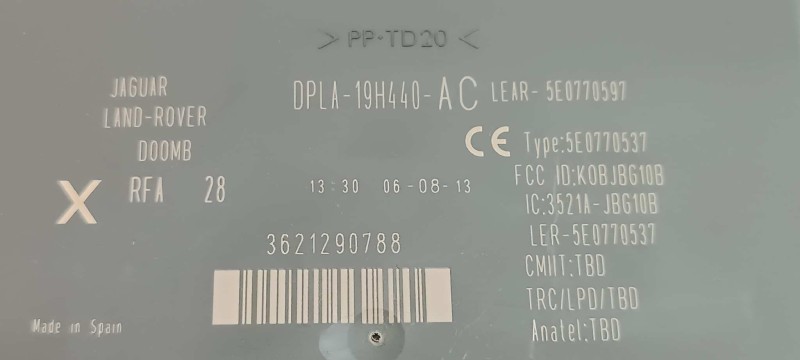 > PP-TD20 <
JAGUAR
LAND-ROVER
D00MB
X RFA 28
DPLA-19H440-AC LEAR-5E0770597
CE Type:5E0770537
FCC ID:KOBJBG10B
IC:3521A-JBG10B
LER-5E0770537
CMIIT:TBD
TRC/LPD/TBD
Anatel:TBD
13:30 06-08-13
3621290788
Made in Spain